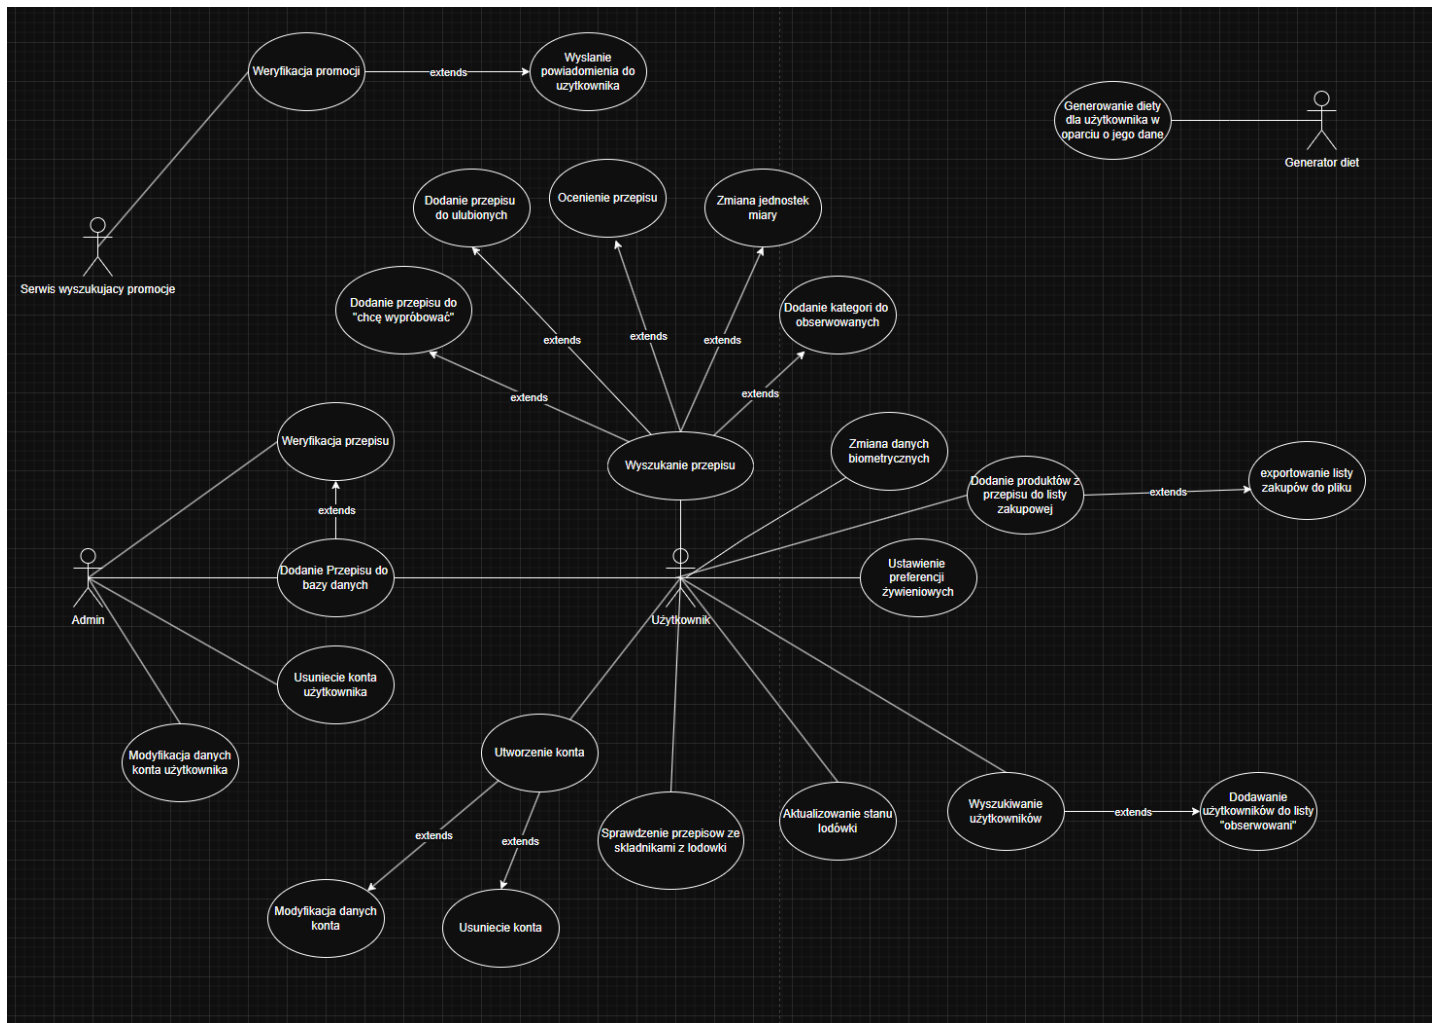 Weryfikacja promocji
extends
Wyslanie
powiadomienia do
uzytkownika
Generowanie diety
dla użytkownika w
oparciu o jego dane
Generator diet
Dodanie przepisu
do ulubionych
Ocenienie przepisu
Zmiana jednostek
miary
Serwis wyszukujacy promocje
Dodanie przepisu do
"chcę wypróbować"
Dodanie kategori do
obserwowanych
extends
extends
extends
extends
extends
Weryfikacja przepisu
Wyszukanie przepisu
Zmiana danych
biometrycznych
Dodanie produktów z
przepisu do listy
zakupowej
extends
exportowanie listy
zakupów do pliku
extends
Dodanie Przepisu do
bazy danych
Ustawienie
preferencji
żywieniowych
Admin
Użytkownik
Usuniecie konta
użytkownika
Modyfikacja danych
konta użytkownika
Utworzenie konta
Sprawdzenie przepisow ze
skladnikami z lodowki
Aktualizowanie stanu
lodówki
Wyszukiwanie
użytkowników
extends
Dodawanie
użytkowników do listy
"obserwowani"
extends
extends
Modyfikacja danych
konta
Usuniecie konta